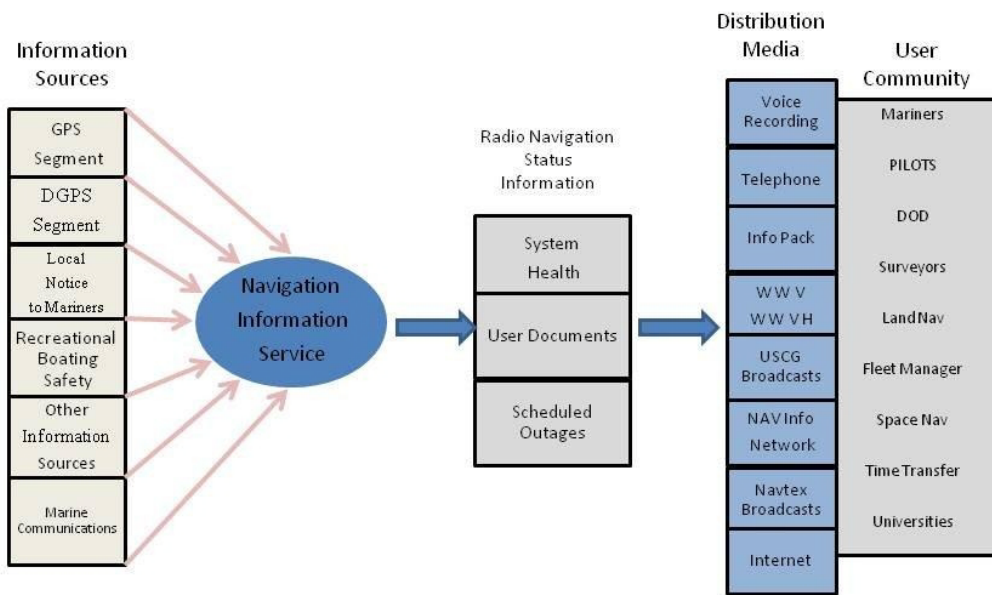 Information
Sources
GPS
Segment
DGPS
Segment
Local
Notice
to Mariners
Recreational
Boating
Safety
Other
Information
Sources
Marine
Communications
Navigation
Information
Service
Radio Navigation
Status
Information
System
Health
User Documents
Scheduled
Outages
Distribution
Media
Voice
Recording
Telephone
Info Pack
W W V
W W V H
USCG
Broadcasts
NAV Info
Network
Navtex
Broadcasts
Internet
User
Community
Mariners
PILOTS
DOD
Surveyors
Land Nav
Fleet Manager
Space Nav
Time Transfer
Universities